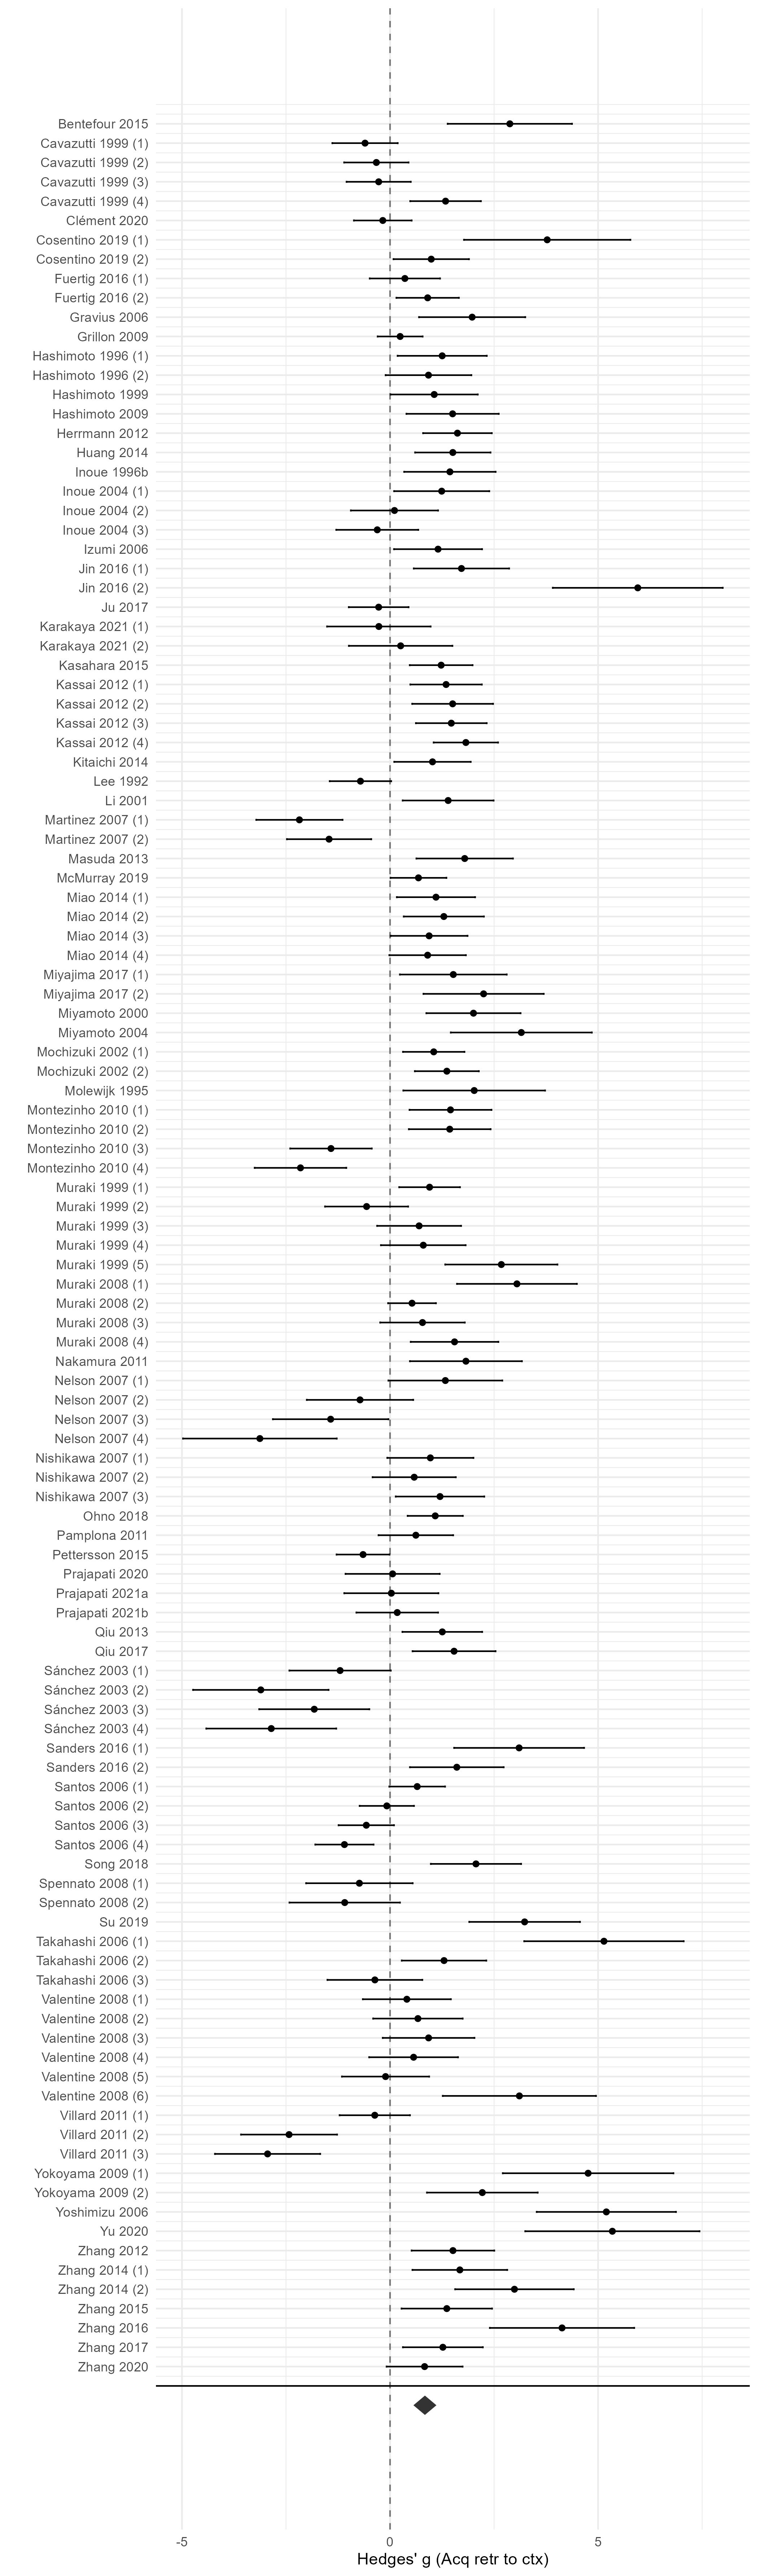 Bentefour 2015
Cavazutti 1999 (1)
Cavazutti 1999 (2)
Cavazutti 1999 (3)
Cavazutti 1999 (4)
Clément 2020
Cosentino 2019 (1)
Cosentino 2019 (2)
Fuertig 2016 (1)
Fuertig 2016 (2)
Gravius 2006
Grillon 2009
Hashimoto 1996 (1)
Hashimoto 1996 (2)
Hashimoto 1999
Hashimoto 2009
Herrmann 2012
Huang 2014
Inoue 1996b
Inoue 2004 (1)
Inoue 2004 (2)
Inoue 2004 (3)
Izumi 2006
Jin 2016 (1)
Jin 2016 (2)
Ju 2017
Karakaya 2021 (1)
Karakaya 2021 (2)
Kasahara 2015
Kassai 2012 (1)
Kassai 2012 (2)
Kassai 2012 (3)
Kassai 2012 (4)
Kitaichi 2014
Lee 1992
Li 2001
Martinez 2007 (1)
Martinez 2007 (2)
Masuda 2013
McMurray 2019
Miao 2014 (1)
Miao 2014 (2)
Miao 2014 (3)
Miao 2014 (4)
Miyajima 2017 (1)
Miyajima 2017 (2)
Miyamoto 2000
Miyamoto 2004
Mochizuki 2002 (1)
Mochizuki 2002 (2)
Molewijk 1995
Montezinho 2010 (1)
Montezinho 2010 (2)
Montezinho 2010 (3)
Montezinho 2010 (4)
Muraki 1999 (1)
Muraki 1999 (2)
Muraki 1999 (3)
Muraki 1999 (4)
Muraki 1999 (5)
Muraki 2008 (1)
Muraki 2008 (2)
Muraki 2008 (3)
Muraki 2008 (4)
Nakamura 2011
Nelson 2007 (1)
Nelson 2007 (2)
Nelson 2007 (3)
Nelson 2007 (4)
Nishikawa 2007 (1)
Nishikawa 2007 (2)
Nishikawa 2007 (3)
Ohno 2018
Pamplona 2011
Pettersson 2015
Prajapati 2020
Prajapati 2021a
Prajapati 2021b
Qiu 2013
Qiu 2017
Sánchez 2003 (1)
Sánchez 2003 (2)
Sánchez 2003 (3)
Sánchez 2003 (4)
Sanders 2016 (1)
Sanders 2016 (2)
Santos 2006 (1)
Santos 2006 (2)
Santos 2006 (3)
Santos 2006 (4)
Song 2018
Spennato 2008 (1)
Spennato 2008 (2)
Su 2019
Takahashi 2006 (1)
Takahashi 2006 (2)
Takahashi 2006 (3)
Valentine 2008 (1)
Valentine 2008 (2)
Valentine 2008 (3)
Valentine 2008 (4)
Valentine 2008 (5)
Valentine 2008 (6)
Villard 2011 (1)
Villard 2011 (2)
Villard 2011 (3)
Yokoyama 2009 (1)
Yokoyama 2009 (2)
Yoshimizu 2006
Yu 2020
Zhang 2012
Zhang 2014 (1)
Zhang 2014 (2)
Zhang 2015
Zhang 2016
Zhang 2017
Zhang 2020
-5 0 5
Hedges' g (Acq retr to ctx)